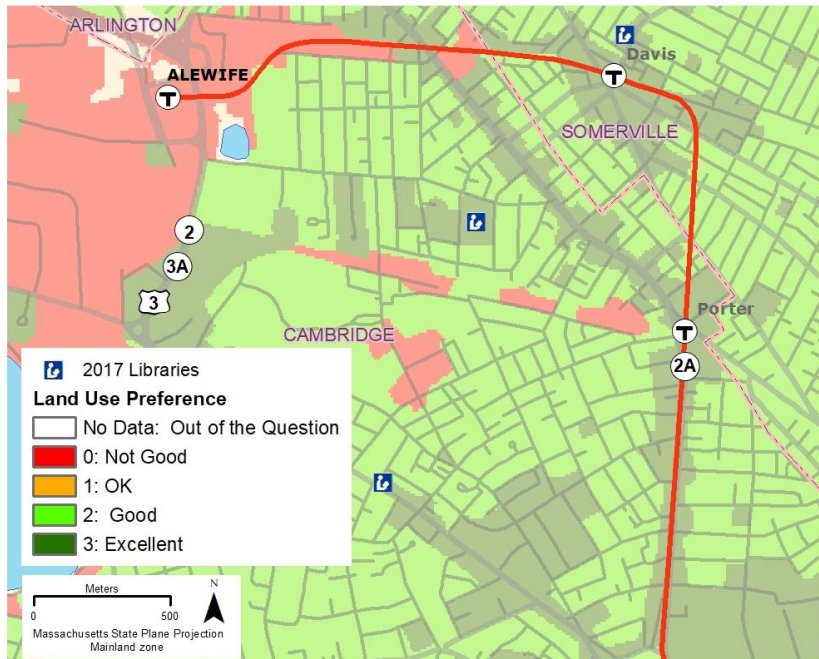 ARLINGTON
ALEWIFE
Davis
SOMERVILLE
2
3A
3
Porter
2A
CAMBRIDGE
2017 Libraries
Land Use Preference
No Data:  Out of the Question
0: Not Good
1: OK
2:  Good
3: Excellent
Meters
N
0 500
Massachusetts State Plane Projection
Mainland zone
T
T
T